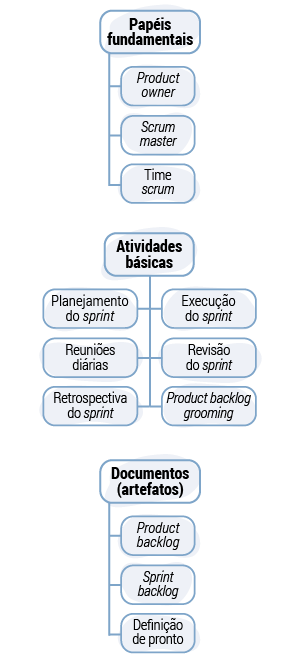 Papéis
fundamentais
Product
owner
Scrum
master
Time
scrum
Atividades
básicas
Planejamento
do sprint
Execução
do sprint
Reuniões
diárias
Revisão
do sprint
Retrospectiva
do sprint
Product backlog
grooming
Documentos
(artefatos)
Product
backlog
Sprint
backlog
Definição
de pronto